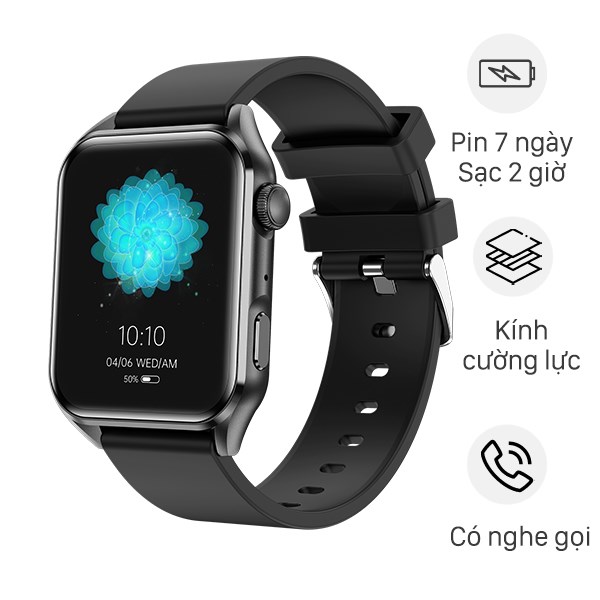 Pin 7 ngày
Sạc 2 giờ
Kính
cường lực
10:10
04/06 WED/AM
50%
Có nghe gọi